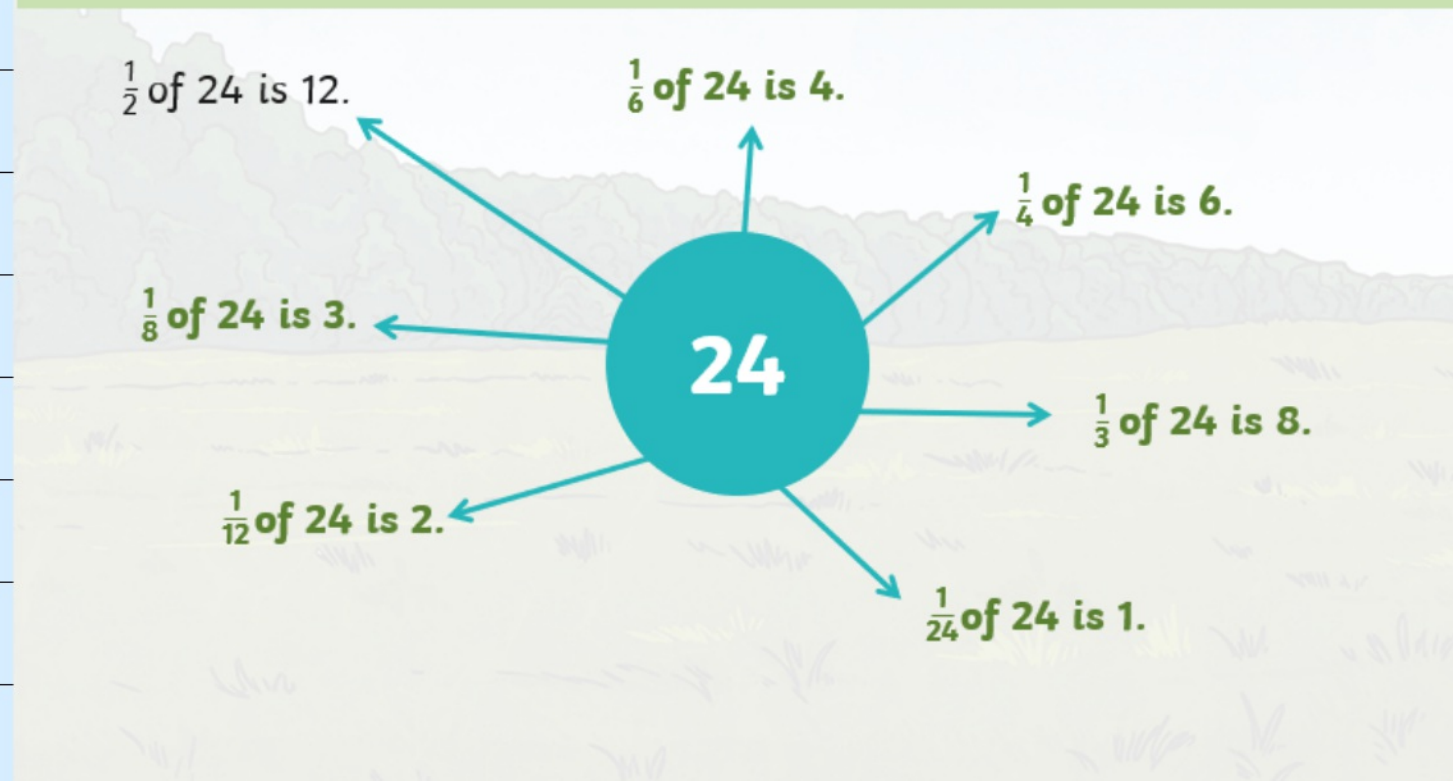 1/2 of 24 is 12.
1/6 of 24 is 4.
1/4 of 24 is 6.
1/8 of 24 is 3.
24
1/3 of 24 is 8.
1/12 of 24 is 2.
1/24 of 24 is 1.